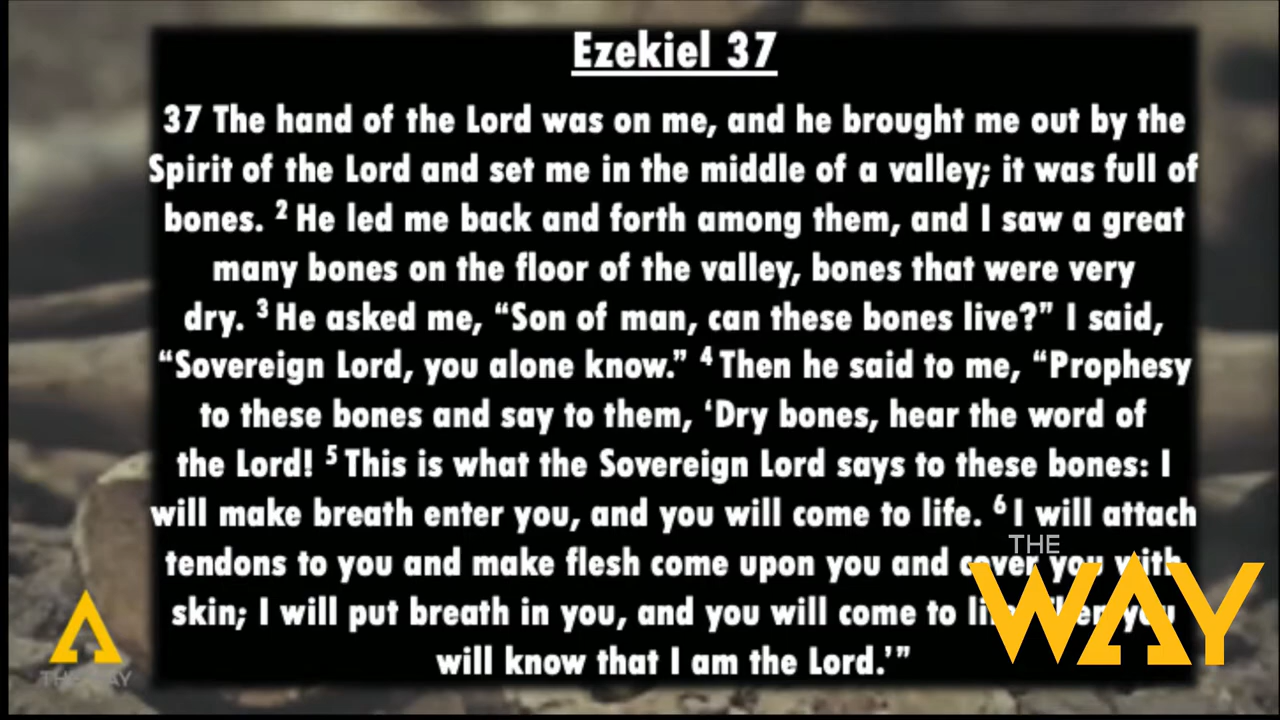 Ezekiel 37
37 The hand of the Lord was on me, and he brought me out by the
Spirit of the Lord and set me in the middle of a valley; it was full of
bones. ² He led me back and forth among them, and I saw a great
many bones on the floor of the valley, bones that were very
dry. ³ He asked me, “Son of man, can these bones live?” I said,
“Sovereign Lord, you alone know.” ⁴ Then he said to me, “Prophesy
to these bones and say to them, ‘Dry bones, hear the word of
the Lord! ⁵ This is what the Sovereign Lord says to these bones: I
will make breath enter you, and you will come to life. ⁶ I will attach
tendons to you and make flesh come upon you and cover you with
skin; I will put breath in you, and you will come to life. Then you
will know that I am the Lord.’”
THE
WAY
THE WAY